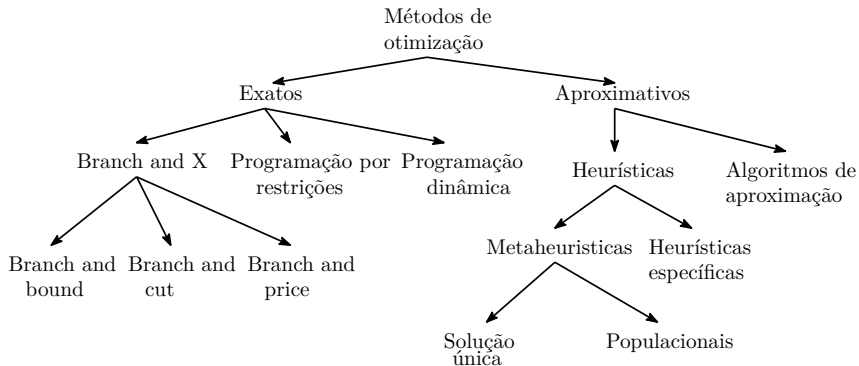 Métodos de
otimização
Exatos
Aproximativos
Branch and X
Programação por
restrições
Programação
dinâmica
Heurísticas
Algoritmos de
aproximação
Branch and
bound
Branch and
cut
Branch and
price
Metaheuristicas
Heurísticas
específicas
Solução
única
Populacionais